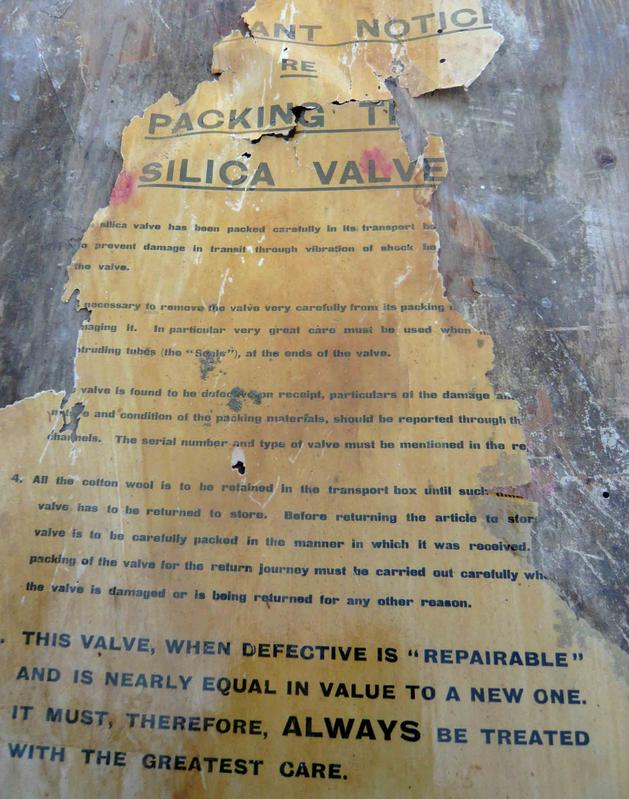 ANT NOTIC
RE
PACKING T
SILICA VALVE
silica valve has been packed carefully in its transport bo
o prevent damage in transit through vibration of shock
the valve.
necessary to remove the valve very carefully from its packing
maging it. In particular very great care must be used when
truding tubes (the "Seals"), at the ends of the valve.
valve is found to be defective on receipt, particulars of the damage an
nature and condition of the packing materials, should be reported through th
channels. The serial number and type of valve must be mentioned in the re
4. All the cotton wool is to be retained in the transport box until such time
valve has to be returned to store. Before returning the article to stor
valve is to be carefully packed in the manner in which it was received.
packing of the valve for the return journey must be carried out carefully wh
the valve is damaged or is being returned for any other reason.
. THIS VALVE, WHEN DEFECTIVE IS "REPAIRABLE"
AND IS NEARLY EQUAL IN VALUE TO A NEW ONE.
IT MUST, THEREFORE, ALWAYS BE TREATED
WITH THE GREATEST CARE.